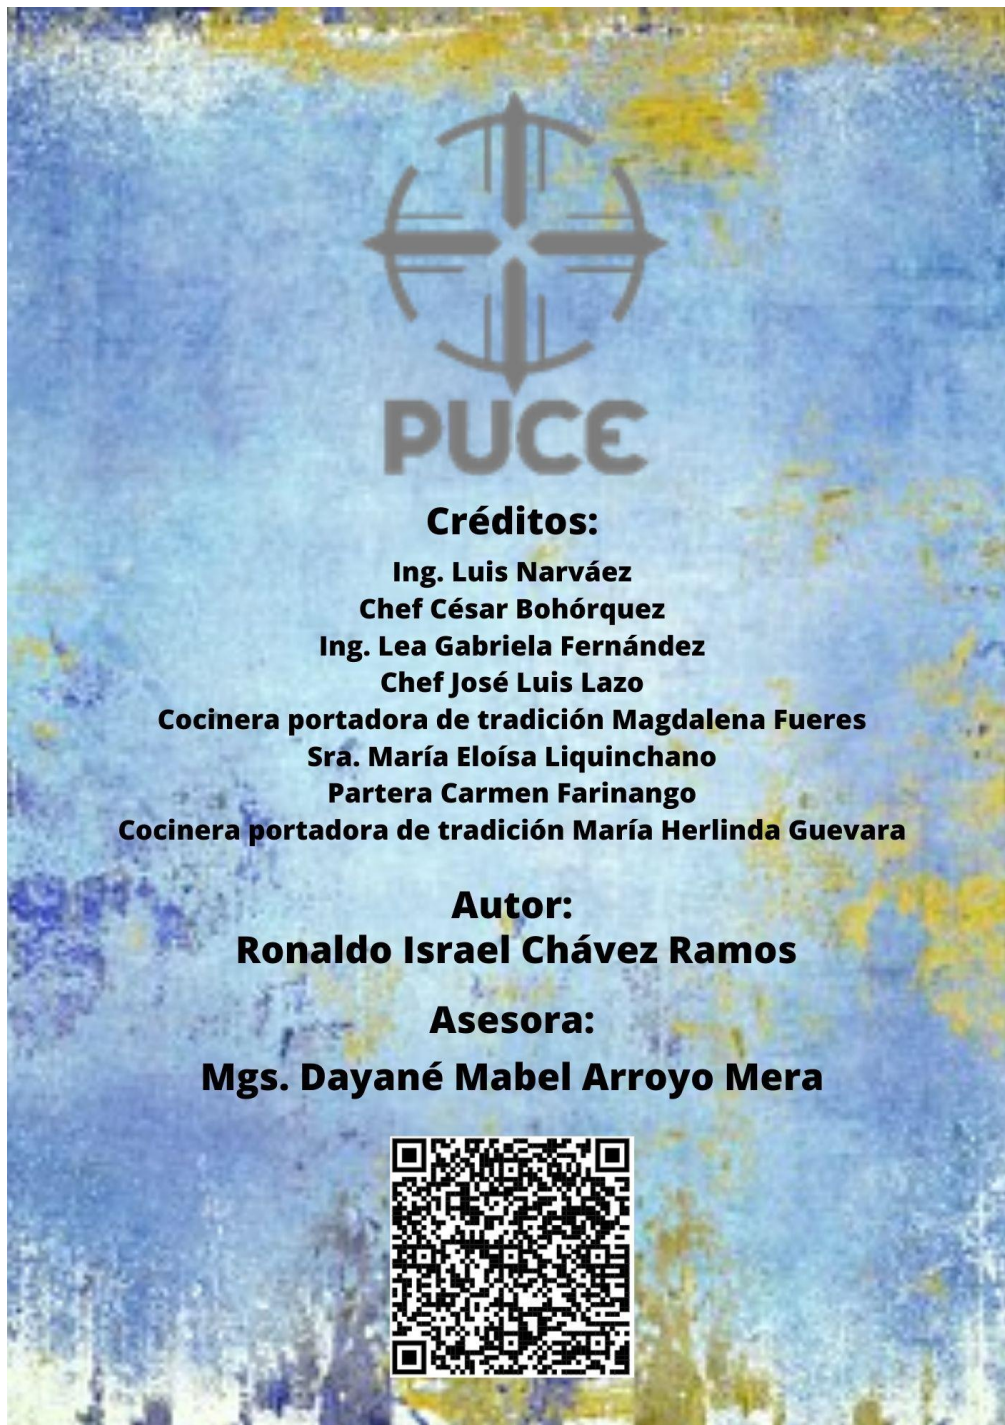 PUCE
Créditos:
Ing. Luis Narváez
Chef César Bohórquez
Ing. Lea Gabriela Fernández
Chef José Luis Lazo
Cocinera portadora de tradición Magdalena Fueres
Sra. María Eloísa Liquinchano
Partera Carmen Farinango
Cocinera portadora de tradición María Herlinda Guevara
Autor:
Ronaldo Israel Chávez Ramos
Asesora:
Mgs. Dayané Mabel Arroyo Mera